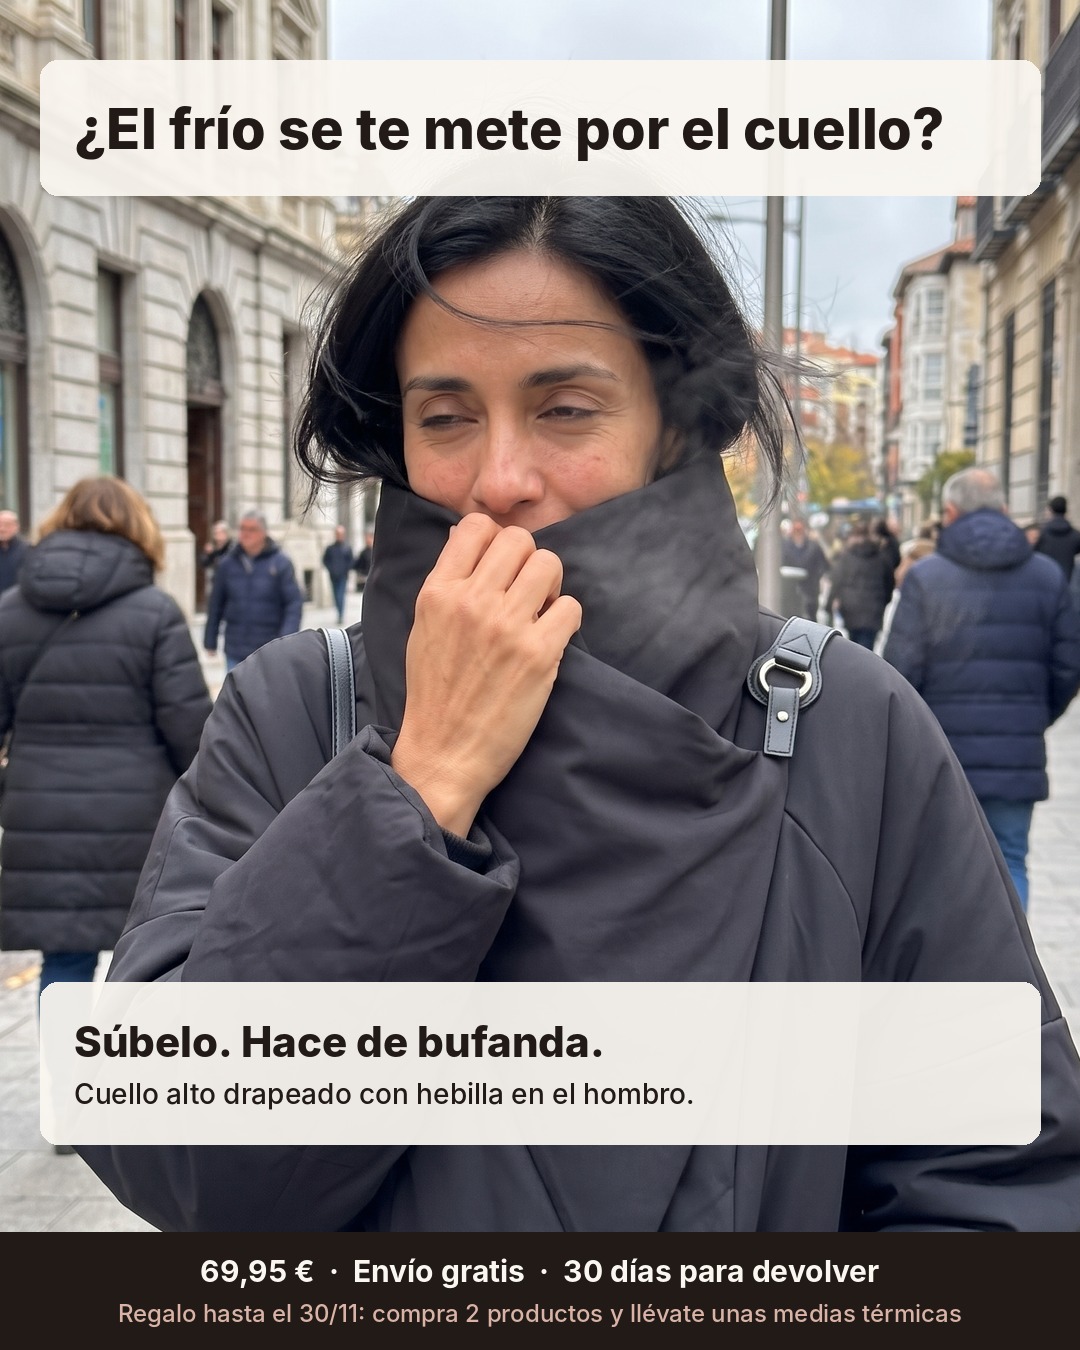 ¿El frío se te mete por el cuello?
Súbelo. Hace de bufanda.
Cuello alto drapeado con hebilla en el hombro.
69,95 € · Envío gratis · 30 días para devolver
Regalo hasta el 30/11: compra 2 productos y llévate unas medias térmicas